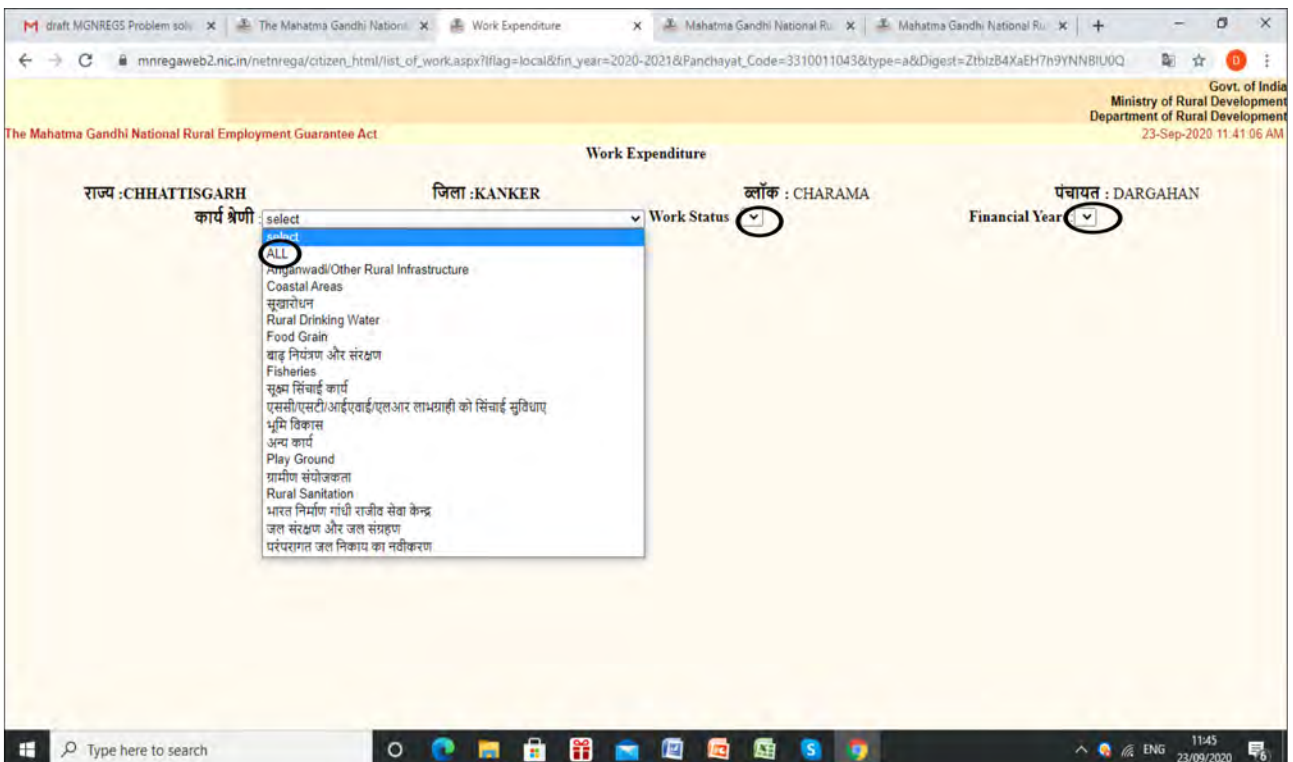 draft MGNREGS Problem solv
The Mahatma Gandhi Nation
Work Expenditure
Mahatma Gandhi National Ru
Mahatma Gandhi National Ru
mnregaweb2.nic.in/netnrega/citizen_html/list_of_work.aspx?lflag=local&fin_year=2020-2021&Panchayat_Code=3310011043&type=a&Digest=ZtbIzB4XaEH7n9YNNBIU0Q
D
Govt. of India
Ministry of Rural Development
Department of Rural Development
The Mahatma Gandhi National Rural Employment Guarantee Act 23-Sep-2020 11:41:06 AM
Work Expenditure
राज्य :CHHATTISGARH जिला :KANKER ब्लॉक : CHARAMA पंचायत : DARGAHAN
कार्य श्रेणी : select Work Status Financial Year :
select
ALL
Anganwadi/Other Rural Infrastructure
Coastal Areas
सूखारोधन
Rural Drinking Water
Food Grain
बाढ़ नियंत्रण और संरक्षण
Fisheries
सूक्ष्म सिंचाई कार्य
एससी/एसटी/आईएवाई/एलआर लाभग्राही को सिंचाई सुविधाए
भूमि विकास
अन्य कार्य
Play Ground
ग्रामीण संयोजकता
Rural Sanitation
भारत निर्माण गांधी राजीव सेवा केन्द्र
जल संरक्षण और जल संग्रहण
परंपरागत जल निकाय का नवीकरण
Type here to search
ENG
11:45
23/09/2020
6